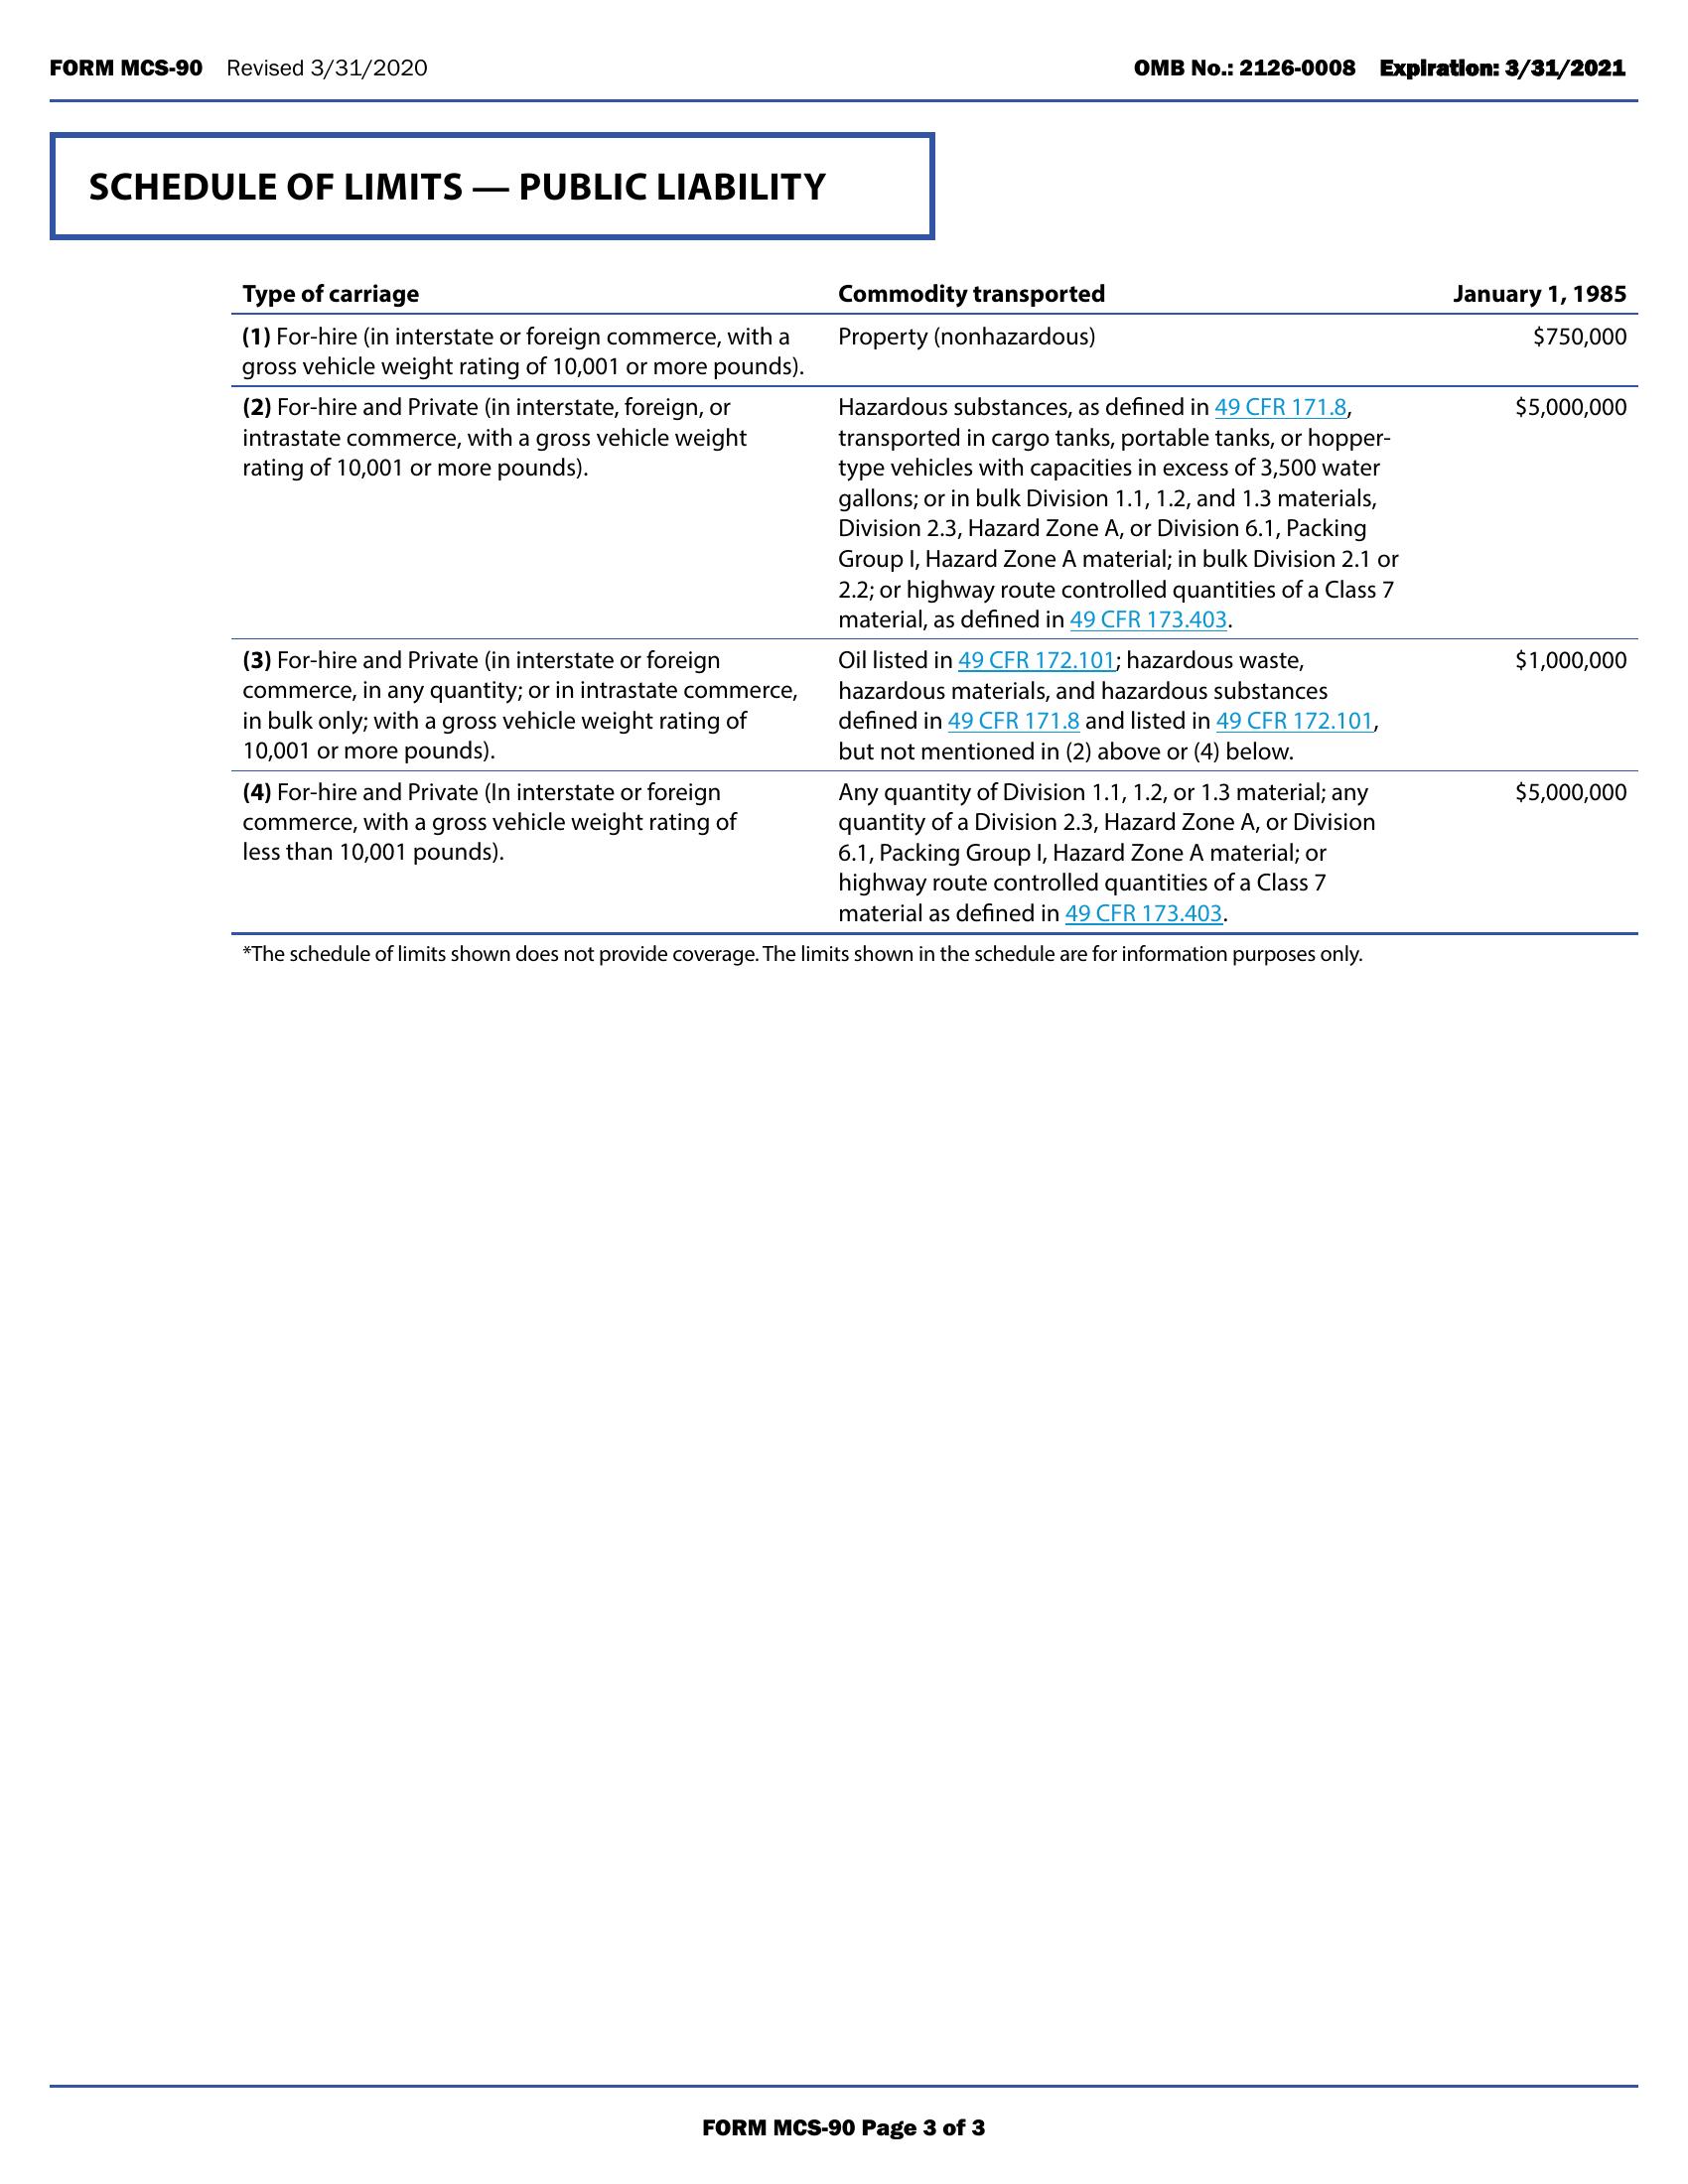 FORM MCS-90 Revised 3/31/2020 OMB No.: 2126-0008 Expiration: 3/31/2021
SCHEDULE OF LIMITS — PUBLIC LIABILITY
Type of carriage Commodity transported January 1, 1985
(1) For-hire (in interstate or foreign commerce, with a
gross vehicle weight rating of 10,001 or more pounds).
Property (nonhazardous)
$750,000
(2) For-hire and Private (in interstate, foreign, or
intrastate commerce, with a gross vehicle weight
rating of 10,001 or more pounds).
Hazardous substances, as defined in 49 CFR 171.8,
transported in cargo tanks, portable tanks, or hopper-
type vehicles with capacities in excess of 3,500 water
gallons; or in bulk Division 1.1, 1.2, and 1.3 materials,
Division 2.3, Hazard Zone A, or Division 6.1, Packing
Group I, Hazard Zone A material; in bulk Division 2.1 or
2.2; or highway route controlled quantities of a Class 7
material, as defined in 49 CFR 173.403.
$5,000,000
(3) For-hire and Private (in interstate or foreign
commerce, in any quantity; or in intrastate commerce,
in bulk only; with a gross vehicle weight rating of
10,001 or more pounds).
Oil listed in 49 CFR 172.101; hazardous waste,
hazardous materials, and hazardous substances
defined in 49 CFR 171.8 and listed in 49 CFR 172.101,
but not mentioned in (2) above or (4) below.
$1,000,000
(4) For-hire and Private (In interstate or foreign
commerce, with a gross vehicle weight rating of
less than 10,001 pounds).
Any quantity of Division 1.1, 1.2, or 1.3 material; any
quantity of a Division 2.3, Hazard Zone A, or Division
6.1, Packing Group I, Hazard Zone A material; or
highway route controlled quantities of a Class 7
material as defined in 49 CFR 173.403.
$5,000,000
*The schedule of limits shown does not provide coverage. The limits shown in the schedule are for information purposes only.
FORM MCS-90 Page 3 of 3